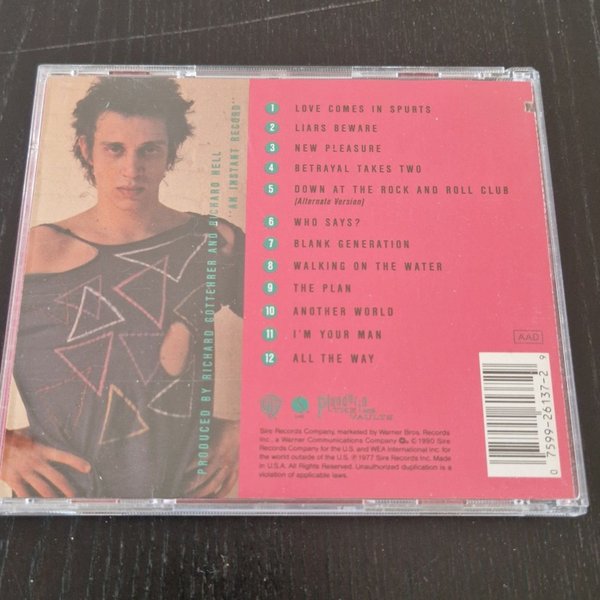 1 LOVE COMES IN SPURTS
2 LIARS BEWARE
3 NEW PLEASURE
4 BETRAYAL TAKES TWO
5 DOWN AT THE ROCK AND ROLL CLUB
(Alternate Version)
6 WHO SAYS?
7 BLANK GENERATION
8 WALKING ON THE WATER
9 THE PLAN
10 ANOTHER WORLD
11 I'M YOUR MAN
12 ALL THE WAY
PRODUCED BY RICHARD GOTTEHRER AND RICHARD HELL
"AN INSTANT RECORD"
AAD
Sire Records Company, marketed by Warner Bros. Records
Inc., a Warner Communications Company. ℗, © 1990 Sire
Records Company for the U.S. and WEA International Inc. for
the world outside of the U.S. ℗ 1977 Sire Records Inc. Made
in U.S.A. All Rights Reserved. Unauthorized duplication is a
violation of applicable laws.
0 7599-26137-2 9